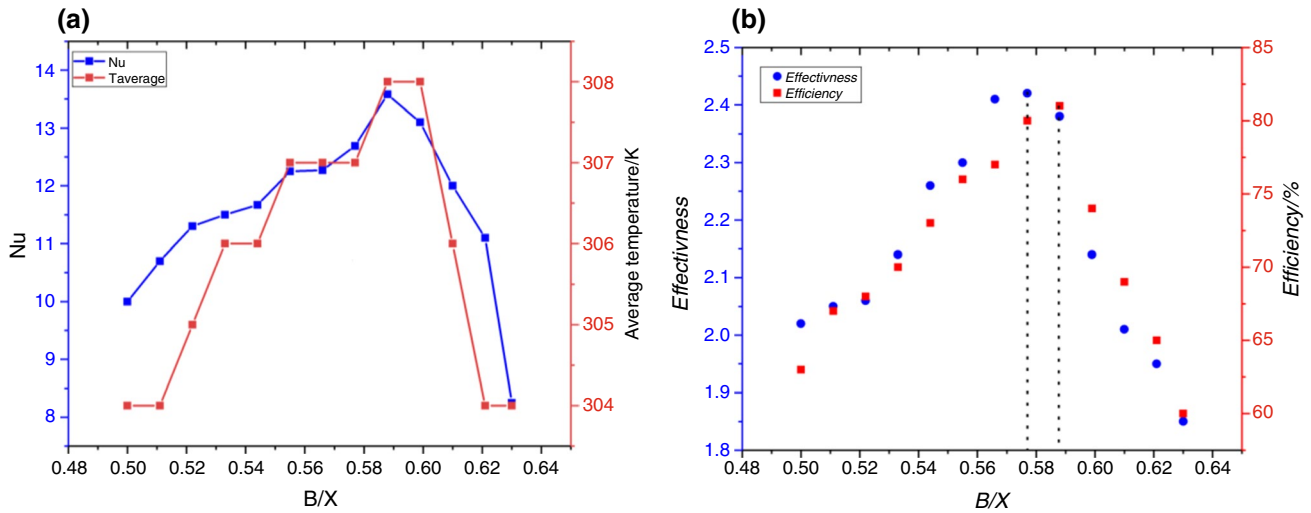 (a)
Nu
Taverage
14
13
12
11
10
9
8
Nu
308
307
306
305
304
Average temperature/K
0.48 0.50 0.52 0.54 0.56 0.58 0.60 0.62 0.64
B/X
(b)
Effectivness
Efficiency
2.5
2.4
2.3
2.2
2.1
2.0
1.9
1.8
Effectivness
85
80
75
70
65
60
Efficiency/%
0.48 0.50 0.52 0.54 0.56 0.58 0.60 0.62 0.64
B/X